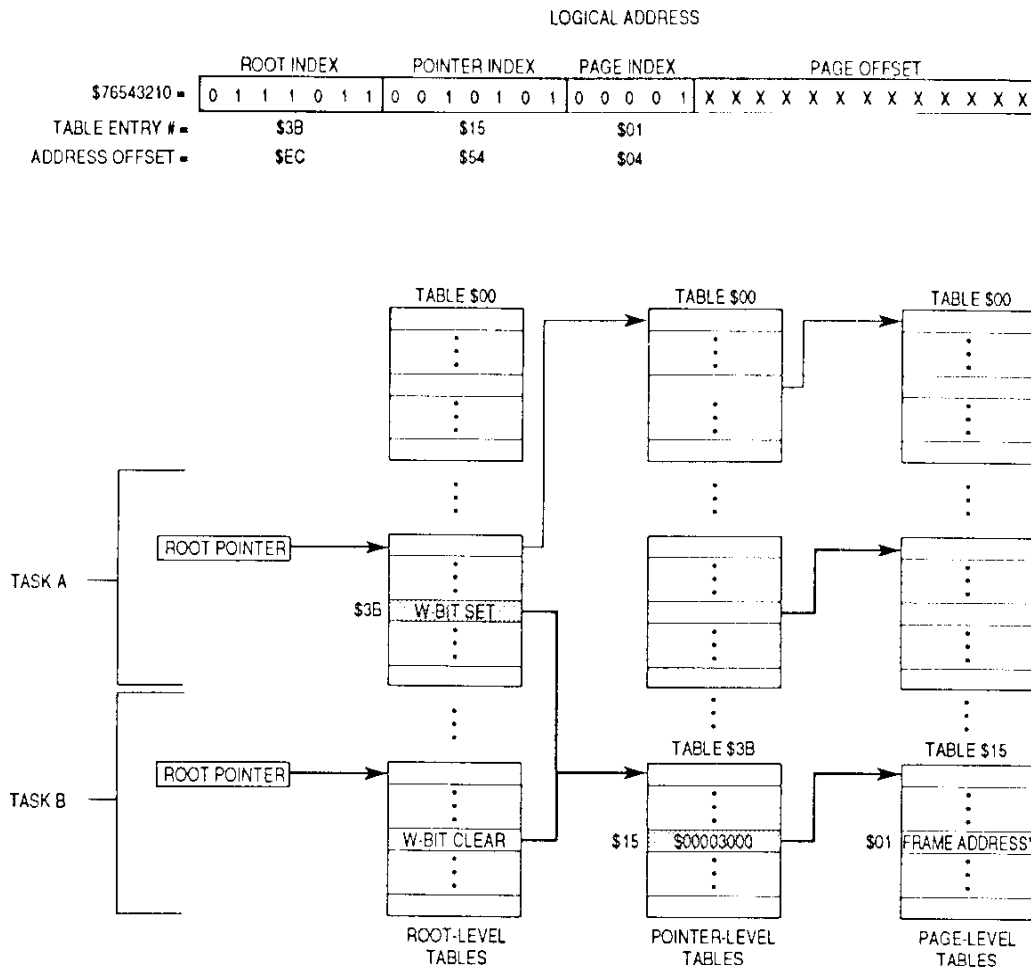 LOGICAL ADDRESS
ROOT INDEX POINTER INDEX PAGE INDEX PAGE OFFSET
$76543210 = 0 1 1 1 0 1 1 0 0 1 0 1 0 1 0 0 0 0 1 X X X X X X X X X X X X X
TABLE ENTRY # = $3B $15 $01
ADDRESS OFFSET = $EC $54 $04
TABLE $00 TABLE $00 TABLE $00
ROOT POINTER
TASK A
$3B W-BIT SET
TABLE $3B TABLE $15
ROOT POINTER
TASK B
W-BIT CLEAR $15 $00003000 $01 FRAME ADDRESS*
ROOT-LEVEL TABLES
POINTER-LEVEL TABLES
PAGE-LEVEL TABLES